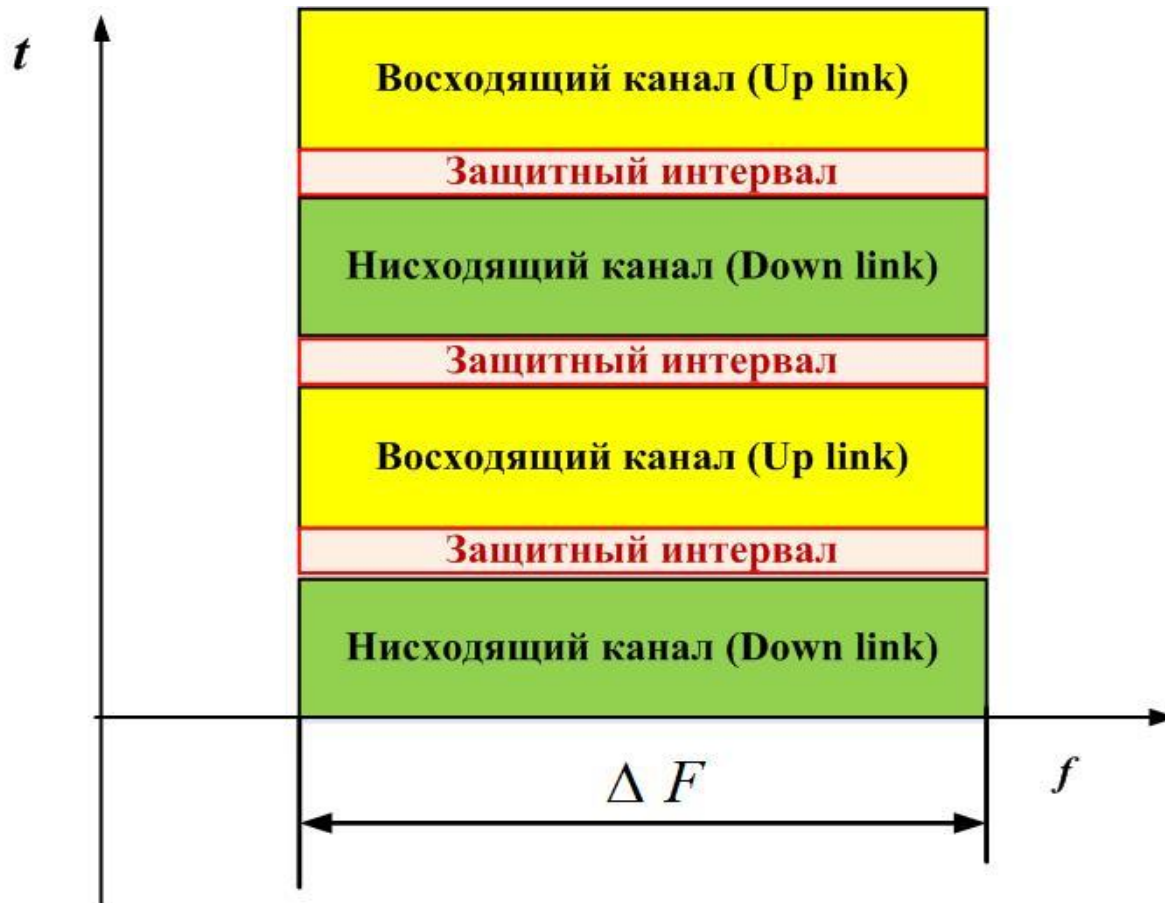 t
Восходящий канал (Up link)
Защитный интервал
Нисходящий канал (Down link)
Защитный интервал
Восходящий канал (Up link)
Защитный интервал
Нисходящий канал (Down link)
Δ F
f